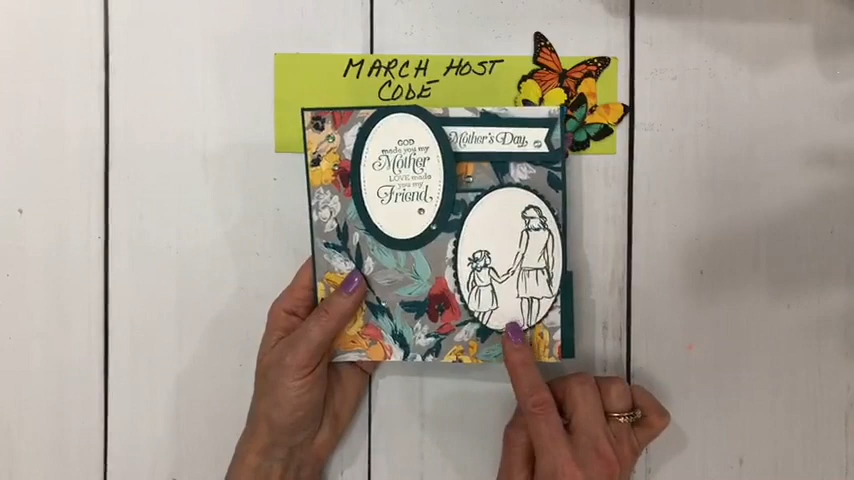 MARCH HOST
CODE
GOD
made you my
Mother
LOVE made
you my
Friend
Mother's Day